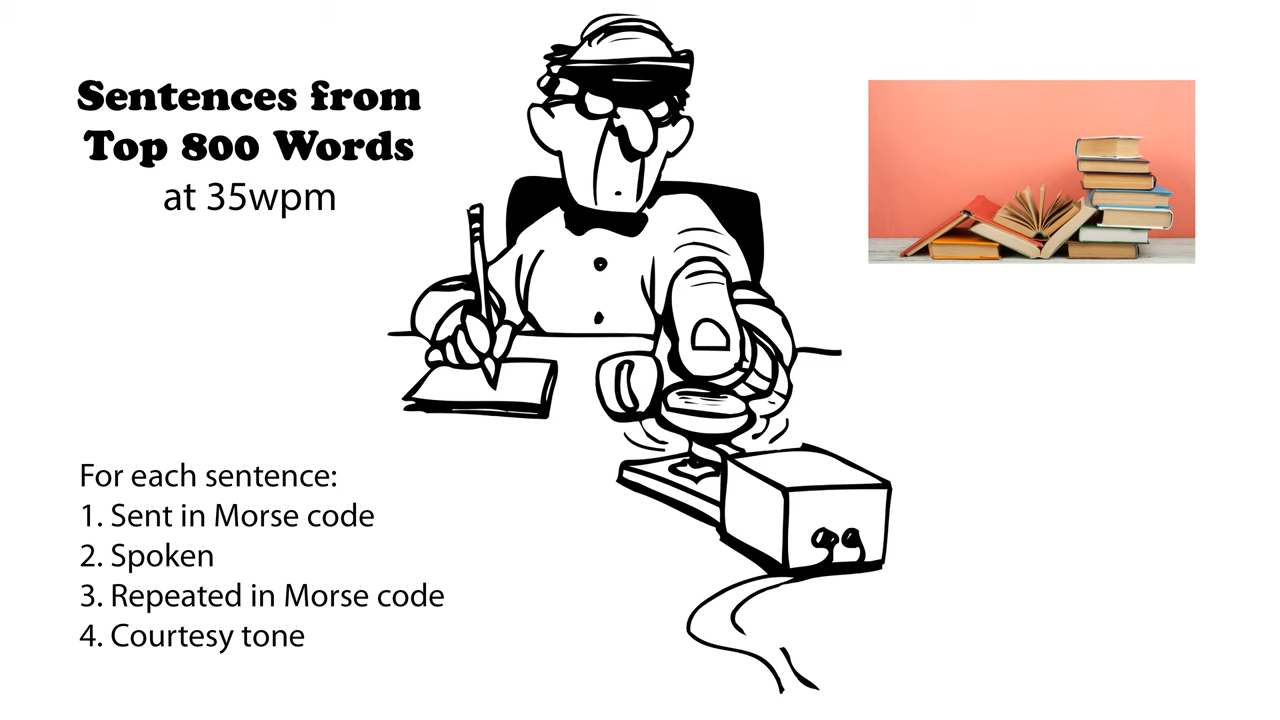 Sentences from
Top 800 Words
at 35wpm
For each sentence:
1. Sent in Morse code
2. Spoken
3. Repeated in Morse code
4. Courtesy tone